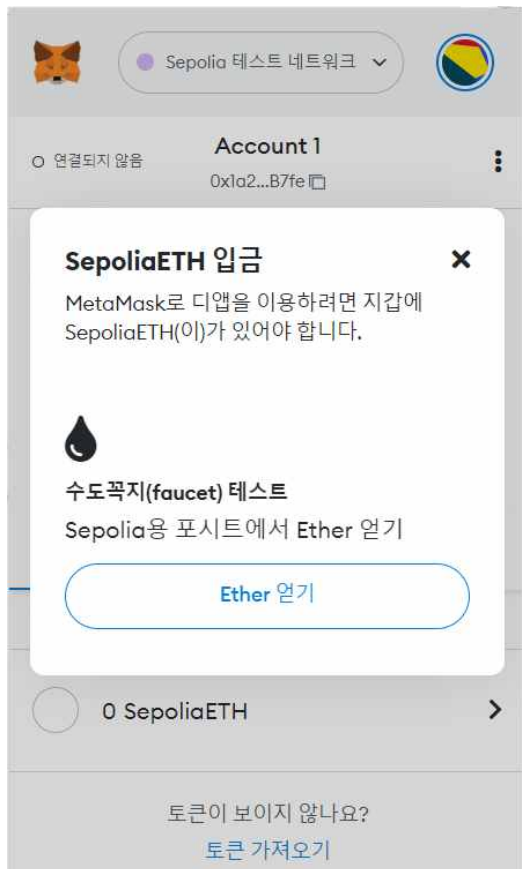 Sepolia 테스트 네트워크
연결되지 않음
Account 1
0x1a2...B7fe
SepoliaETH 입금
MetaMask로 디앱을 이용하려면 지갑에
SepoliaETH(이)가 있어야 합니다.
수도꼭지(faucet) 테스트
Sepolia용 포시트에서 Ether 얻기
Ether 얻기
0 SepoliaETH
토큰이 보이지 않나요?
토큰 가져오기